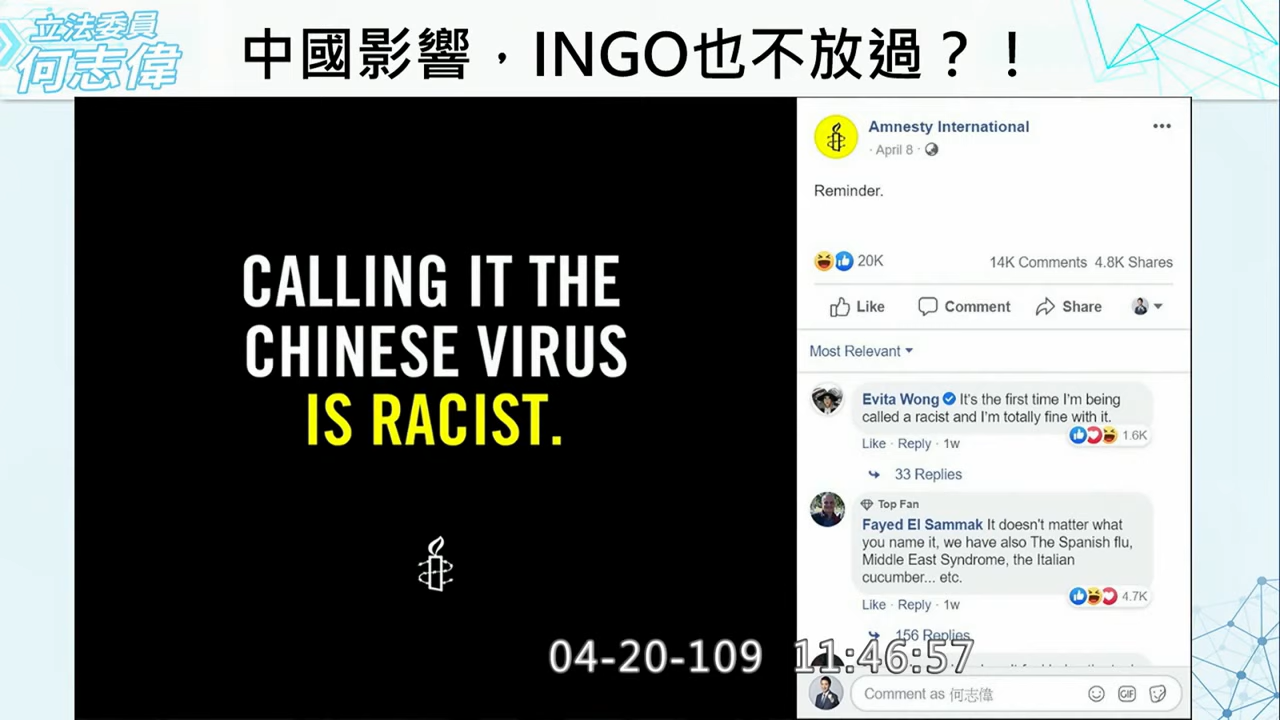 立法委員
何志偉
中國影響，INGO也不放過？！
CALLING IT THE
CHINESE VIRUS
IS RACIST.
Amnesty International
· April 8 ·
Reminder.
20K
14K Comments 4.8K Shares
Like Comment Share
Most Relevant
Evita Wong It's the first time I'm being
called a racist and I'm totally fine with it.
1.6K
Like · Reply · 1w
33 Replies
Top Fan
Fayed El Sammak It doesn't matter what
you name it, we have also The Spanish flu,
Middle East Syndrome, the Italian
cucumber... etc.
4.7K
Like · Reply · 1w
156 Replies
04-20-109 11:46:57
Comment as 何志偉
GIF